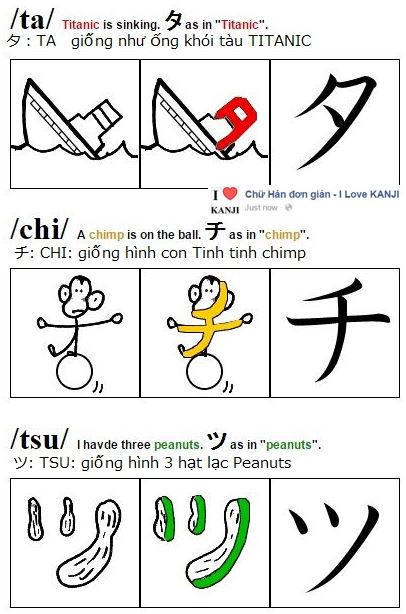 /ta/ Titanic is sinking. タ as in "Titanic".
タ : TA giống như ống khói tàu TITANIC
タ
I ❤ KANJI
Chữ Hán đơn giản - I Love KANJI
Just now ·
/chi/ A chimp is on the ball. チ as in "chimp".
チ: CHI: giống hình con Tinh tinh chimp
チ
チ
/tsu/ I havde three peanuts. ツ as in "peanuts".
ツ: TSU: giống hình 3 hạt lạc Peanuts
ツ